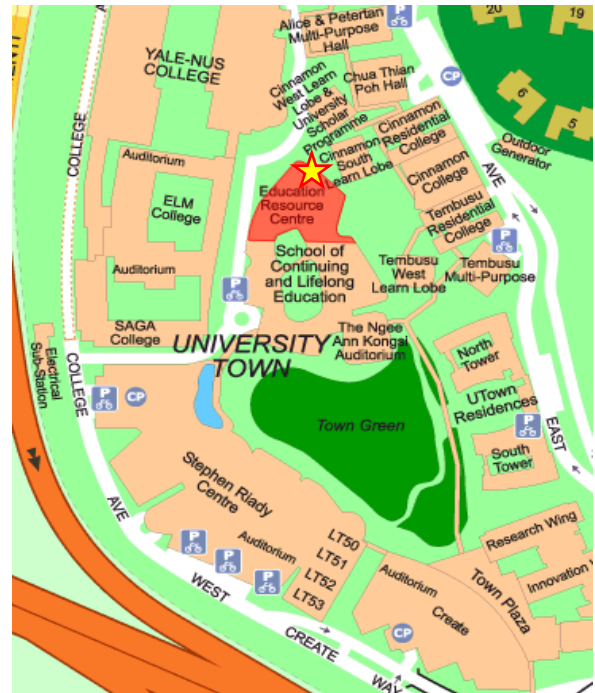 Alice & Petertan
Multi-Purpose
Hall
P
20
19
YALE-NUS
COLLEGE
Cinnamon
West Learn
Lobe &
University
Scholar
Programme
Chua Thian
Poh Hall
CP
6
5
Cinnamon
Residential
College
Outdoor
Generator
COLLEGE
Auditorium
Cinnamon
South
Learn Lobe
Cinnamon
College
AVE
Education
Resource
Centre
ELM
College
Tembusu
Residential
College
P
School of
Continuing
and Lifelong
Education
Tembusu
West
Learn Lobe
Tembusu
Multi-Purpose
Auditorium
P
SAGA
College
UNIVERSITY
TOWN
The Ngee
Ann Kongsi
Auditorium
Electrical
Sub-Station
COLLEGE
North
Tower
UTown
Residences
P
CP
Town Green
P
EAST
South
Tower
Stephen Riady
Centre
AVE
Auditorium
LT50
LT51
LT52
LT53
P
P
P
Research Wing
Innovation
Town Plaza
Auditorium
Create
WEST
CREATE
CP
WAY